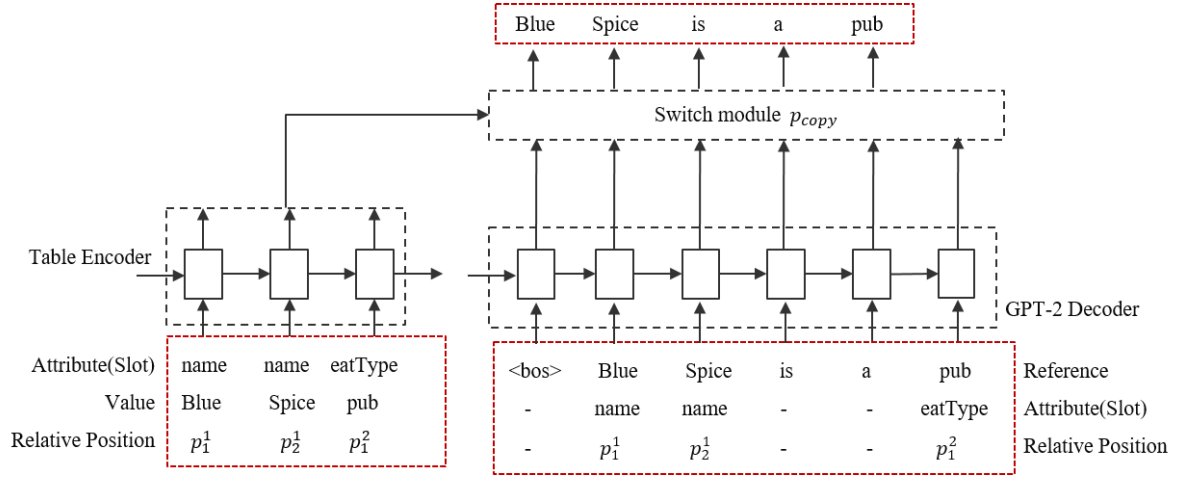 Blue Spice is a pub
Switch module p_copy
Table Encoder
GPT-2 Decoder
Attribute(Slot) name name eatType
Value Blue Spice pub
Relative Position p_1^1 p_2^1 p_1^2
<bos> Blue Spice is a pub Reference
- name name - - eatType Attribute(Slot)
- p_1^1 p_2^1 - - p_1^2 Relative Position